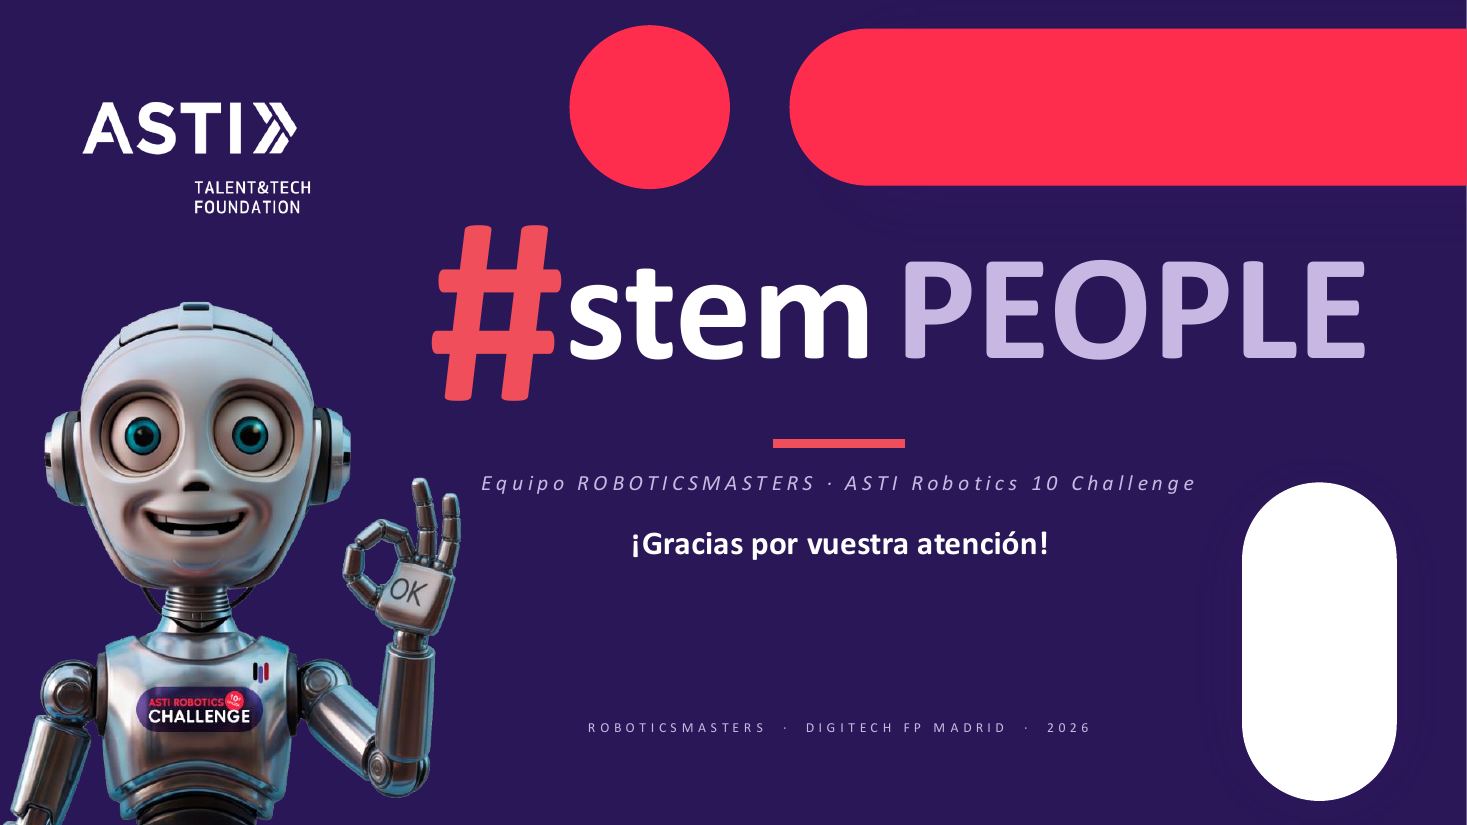 ASTI
TALENT&TECH
FOUNDATION
#stem PEOPLE
Equipo ROBOTICSMASTERS · ASTI Robotics 10 Challenge
¡Gracias por vuestra atención!
OK
ASTI ROBOTICS
CHALLENGE
ROBOTICSMASTERS · DIGITECH FP MADRID · 2026